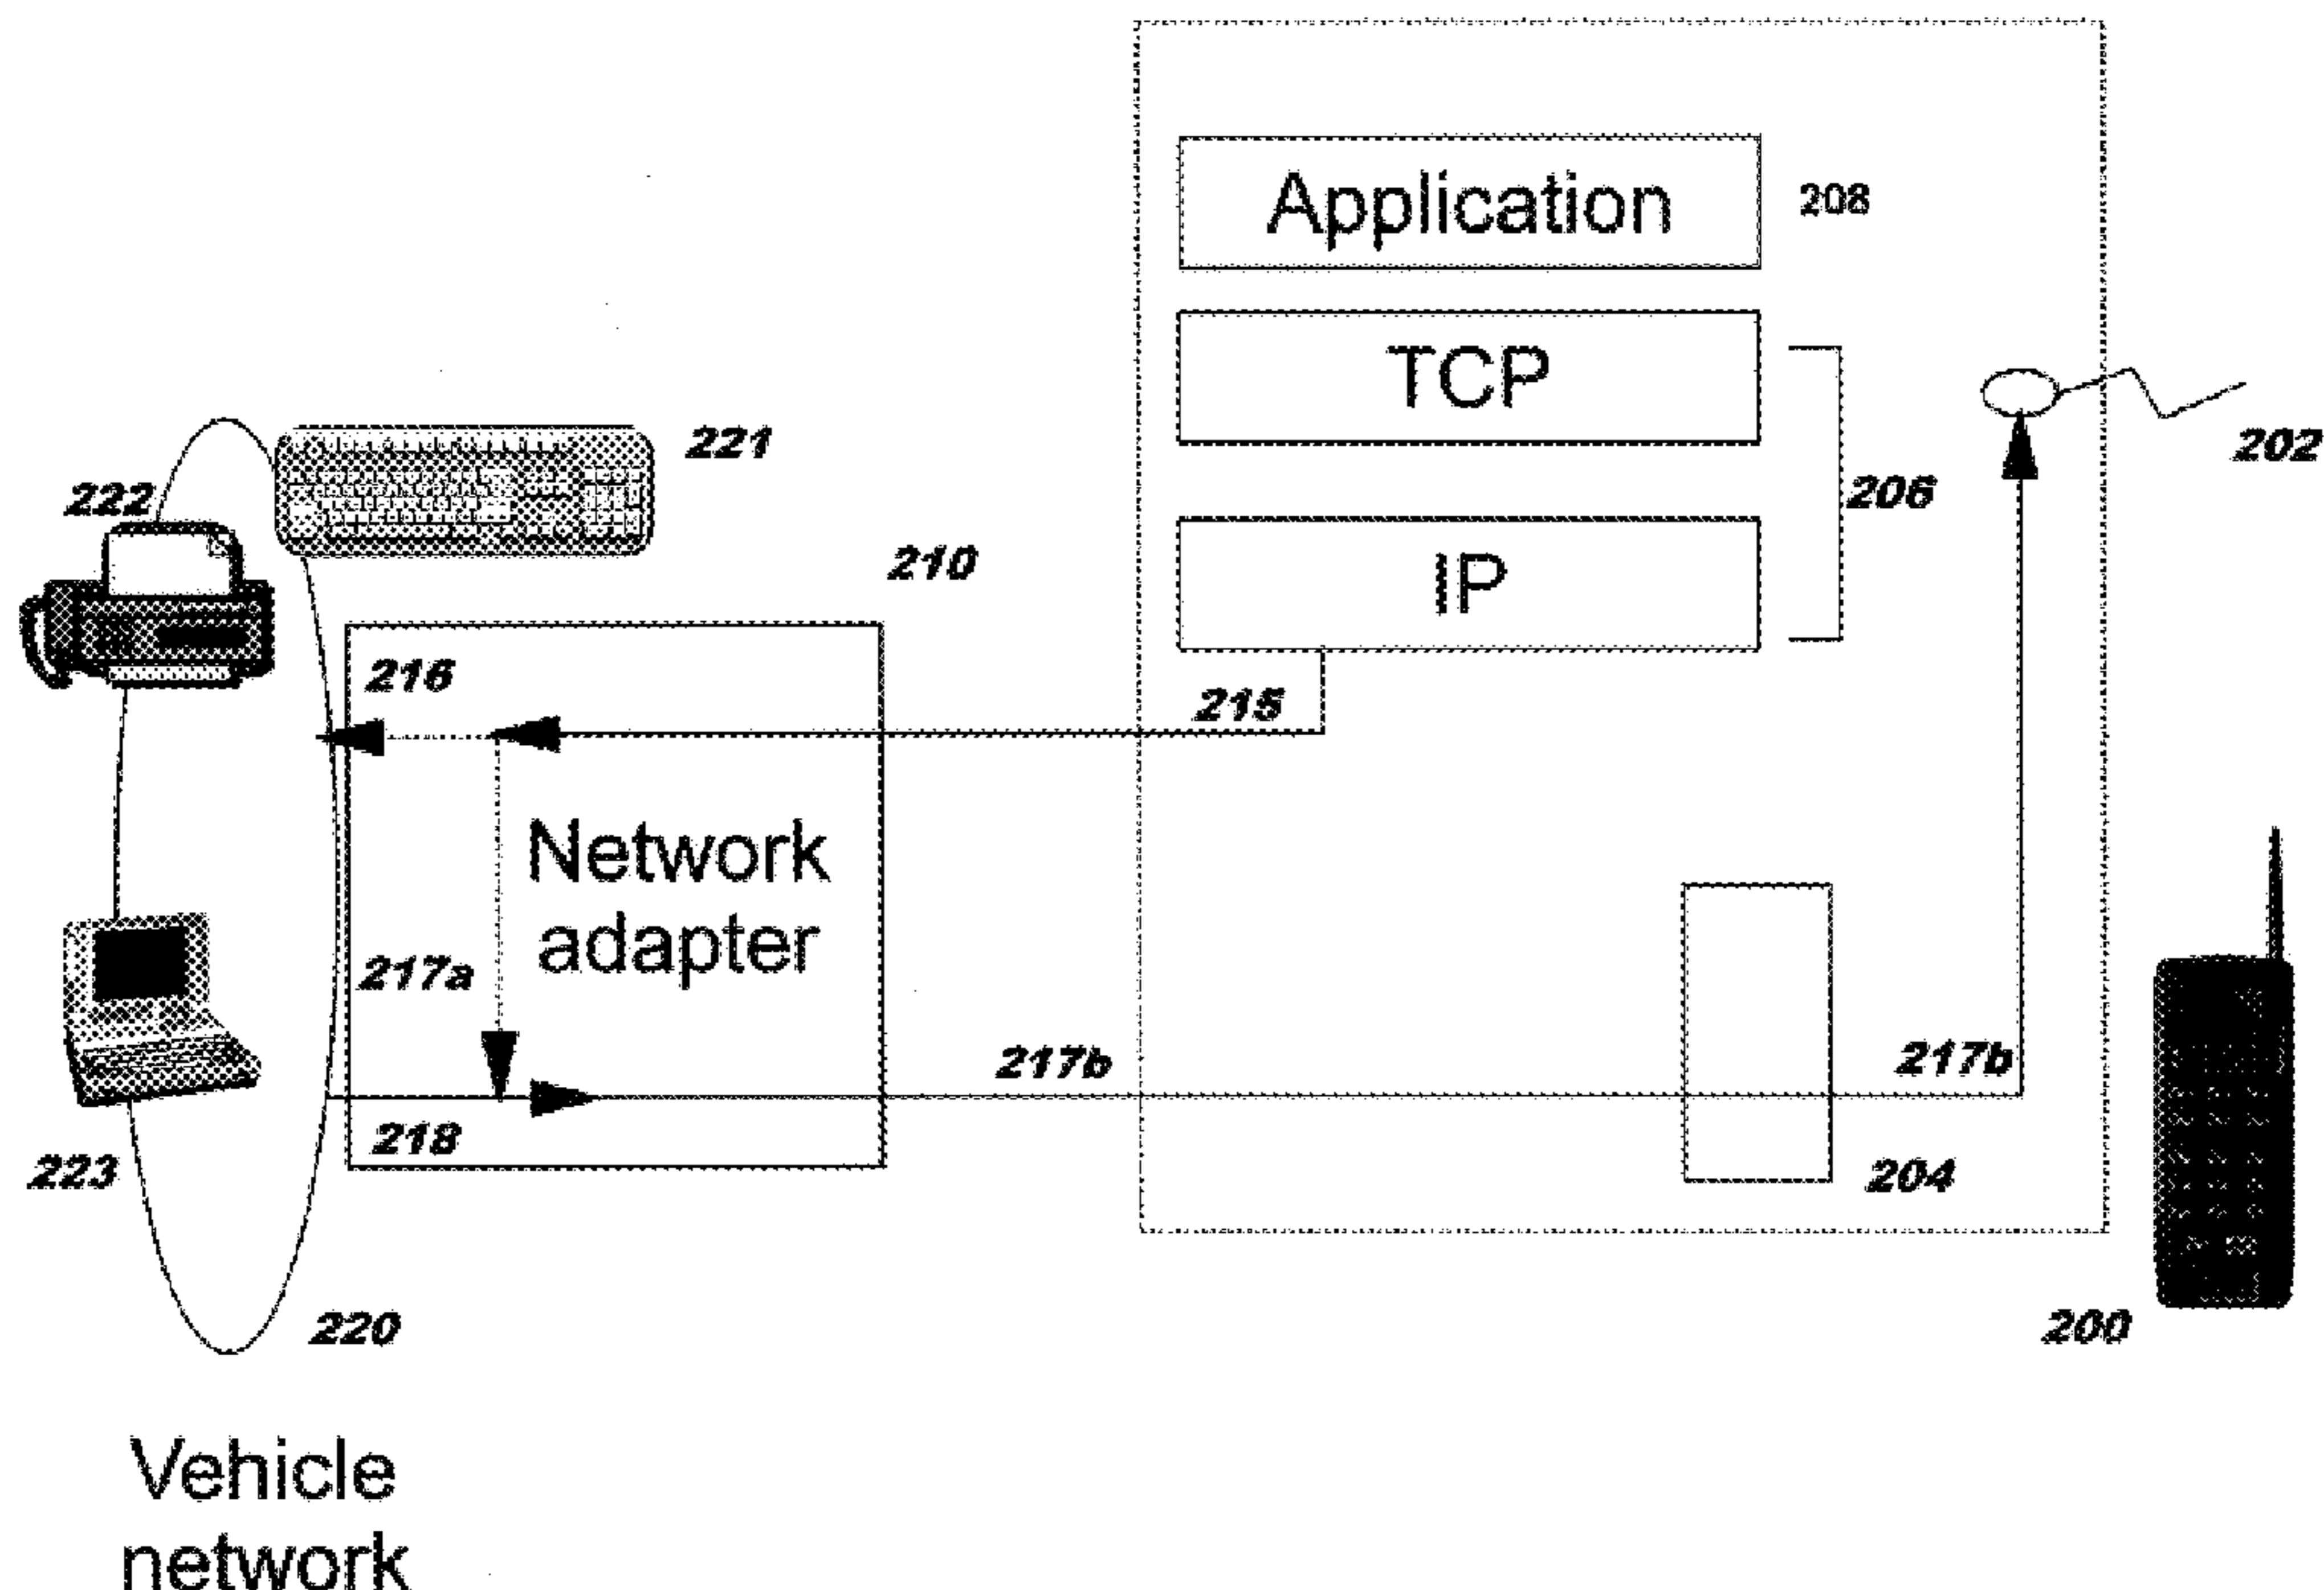 Application
208
TCP
202
206
IP
221
222
210
216
215
Network
adapter
217a
217b
217b
218
204
223
220
200
Vehicle
network